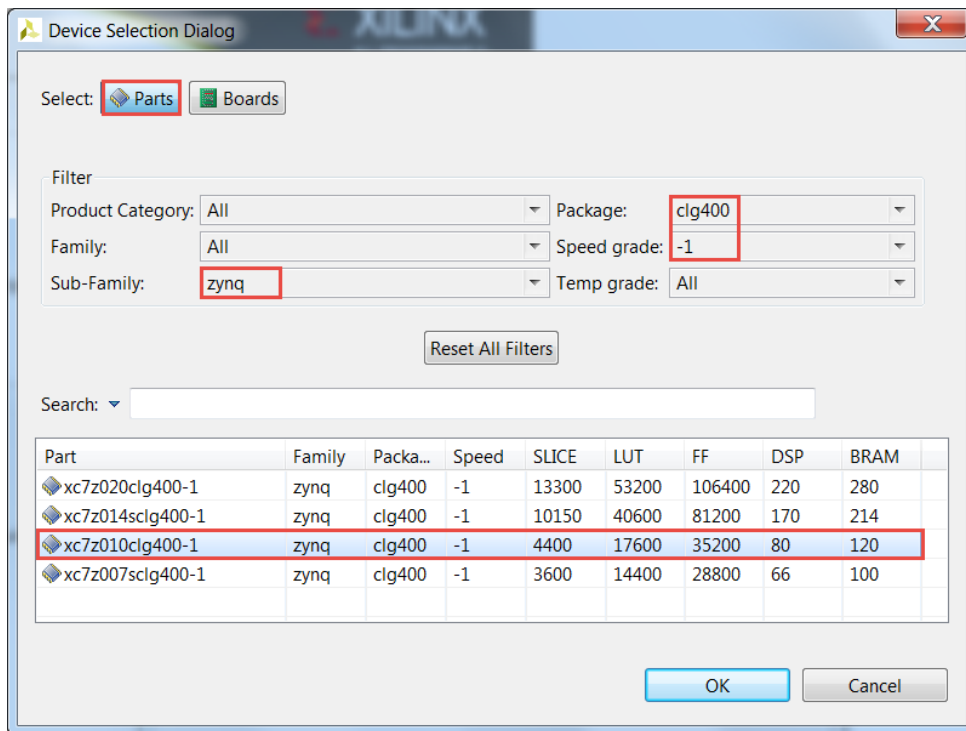 XILINX
Device Selection Dialog
Select: Parts Boards
Filter
Product Category: All Package: clg400
Family: All Speed grade: -1
Sub-Family: zynq Temp grade: All
Reset All Filters
Search:
Part Family Packa... Speed SLICE LUT FF DSP BRAM
xc7z020clg400-1 zynq clg400 -1 13300 53200 106400 220 280
xc7z014sclg400-1 zynq clg400 -1 10150 40600 81200 170 214
xc7z010clg400-1 zynq clg400 -1 4400 17600 35200 80 120
xc7z007sclg400-1 zynq clg400 -1 3600 14400 28800 66 100
OK Cancel